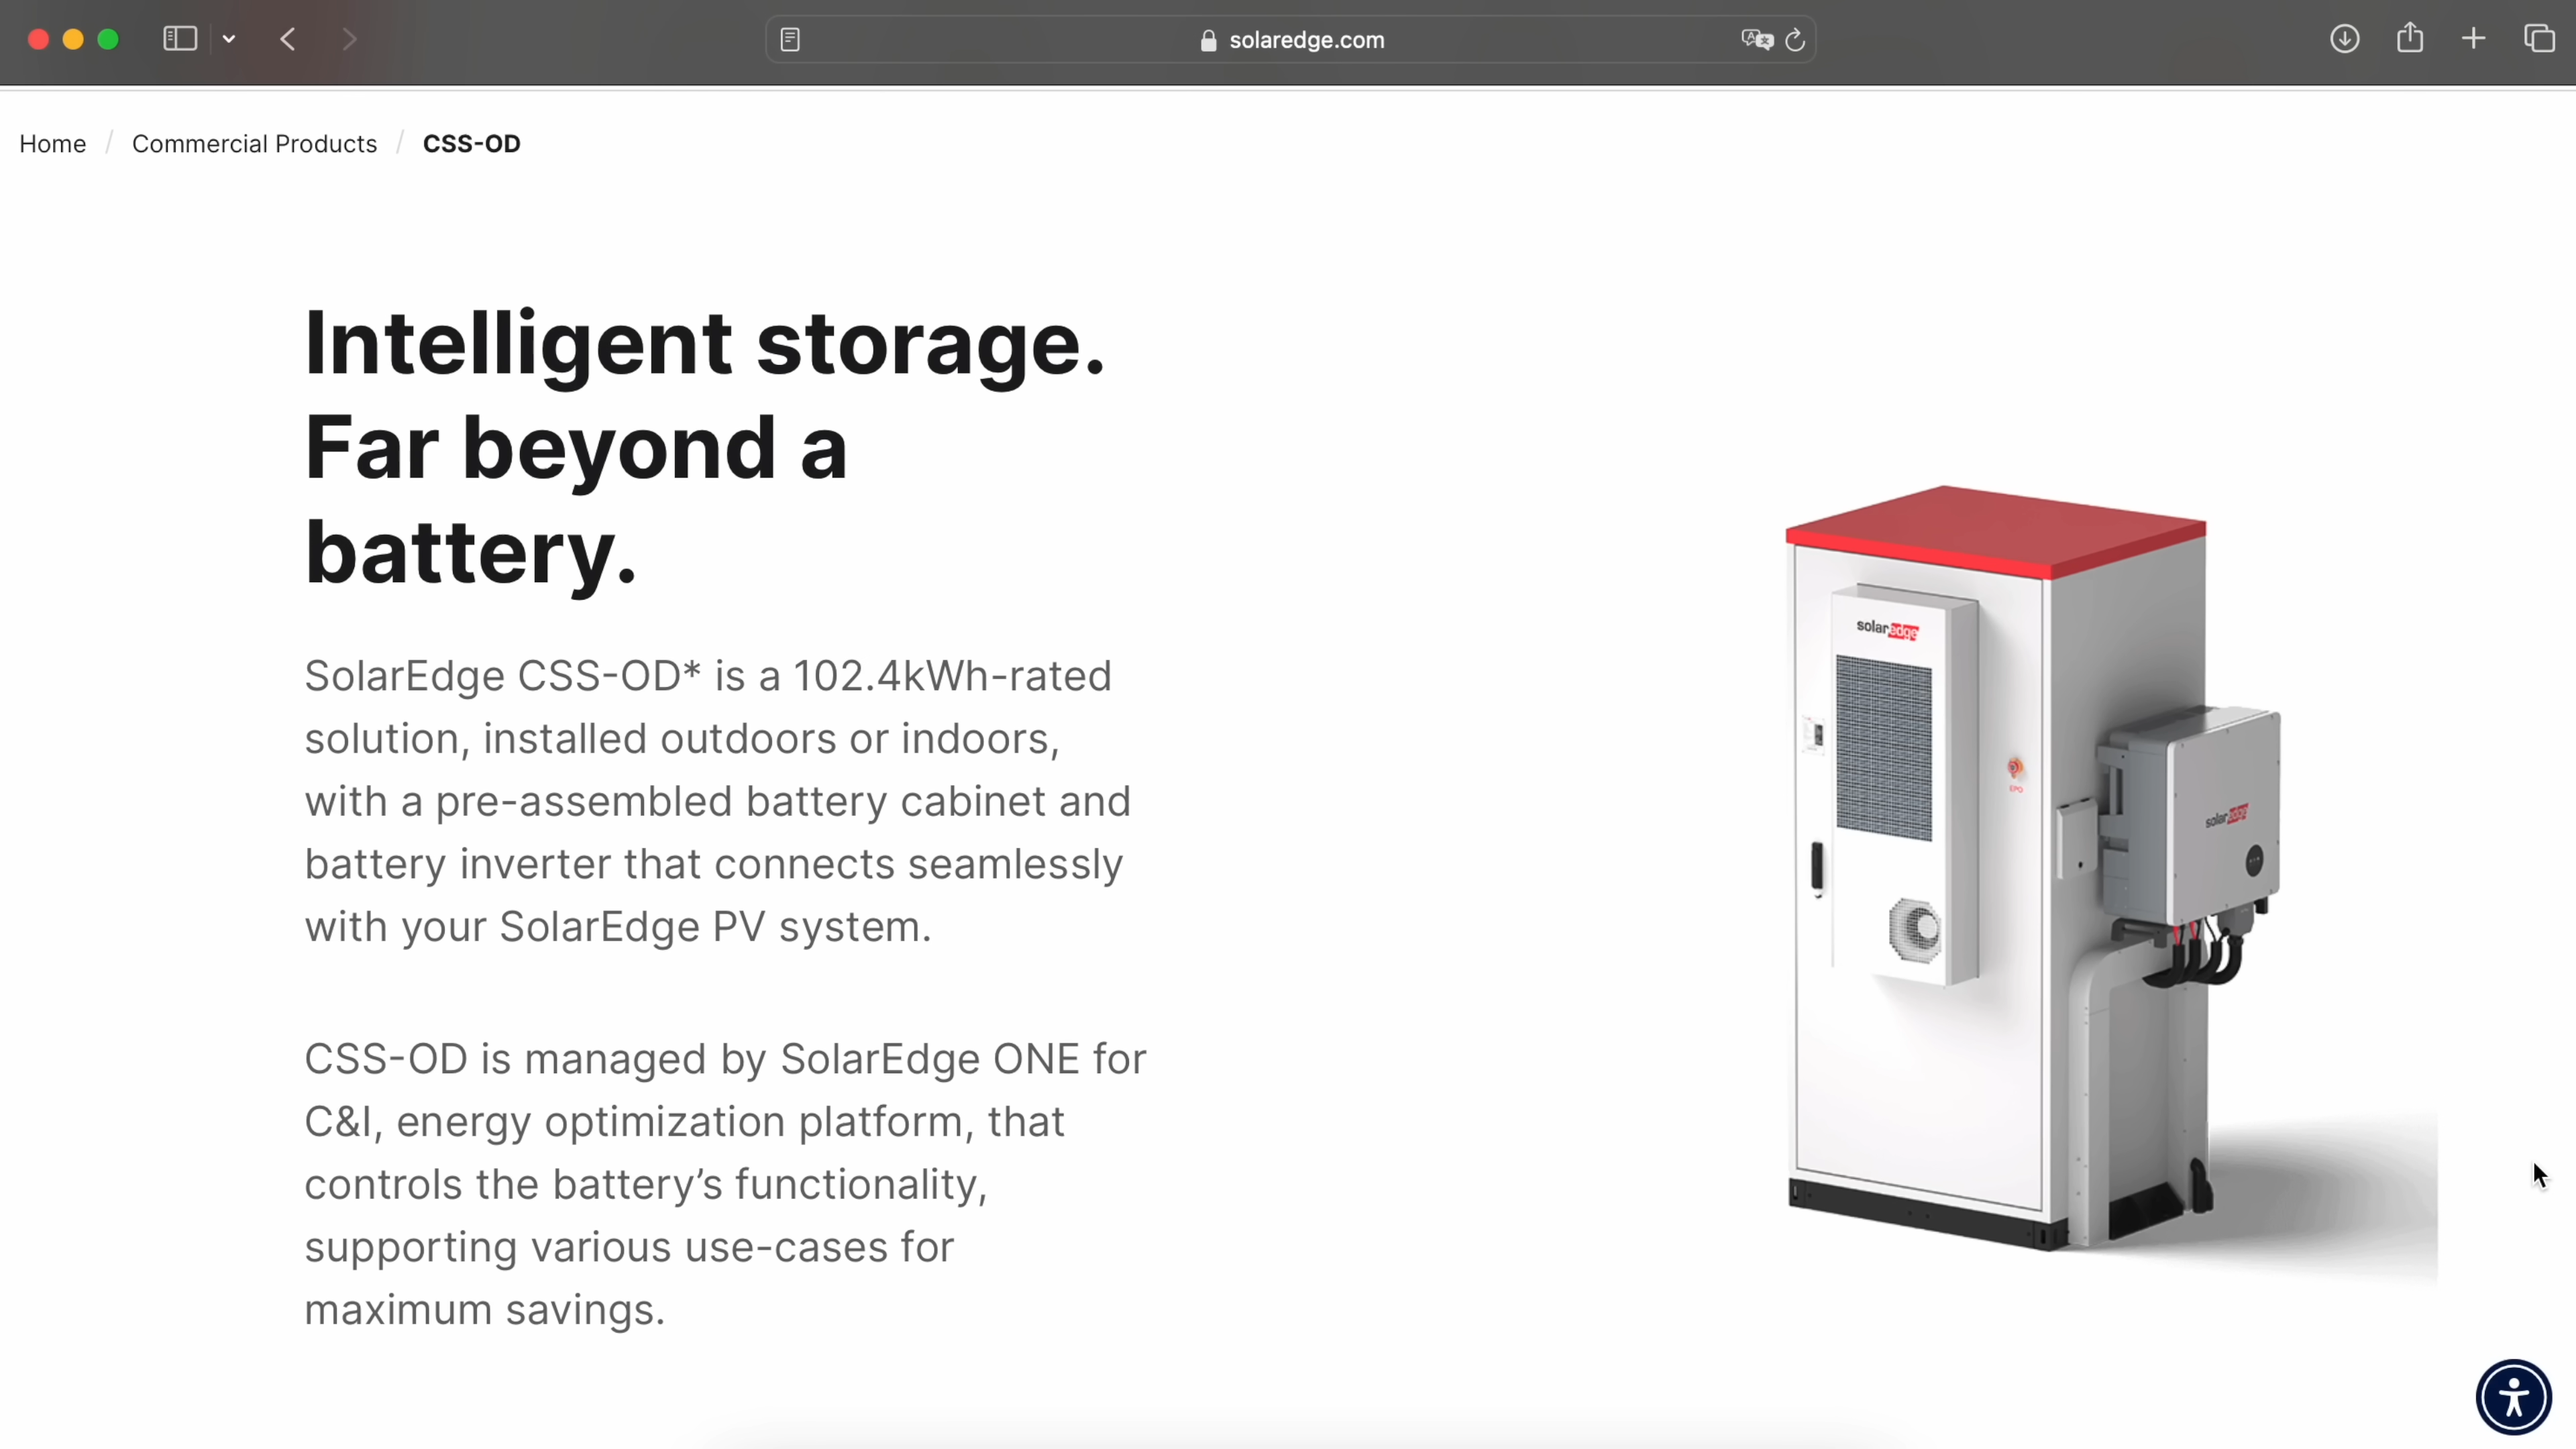 solaredge.com
Home / Commercial Products / CSS-OD
Intelligent storage.
Far beyond a
battery.
SolarEdge CSS-OD* is a 102.4kWh-rated
solution, installed outdoors or indoors,
with a pre-assembled battery cabinet and
battery inverter that connects seamlessly
with your SolarEdge PV system.
CSS-OD is managed by SolarEdge ONE for
C&I, energy optimization platform, that
controls the battery’s functionality,
supporting various use-cases for
maximum savings.
solaredge
EPO
solaredge